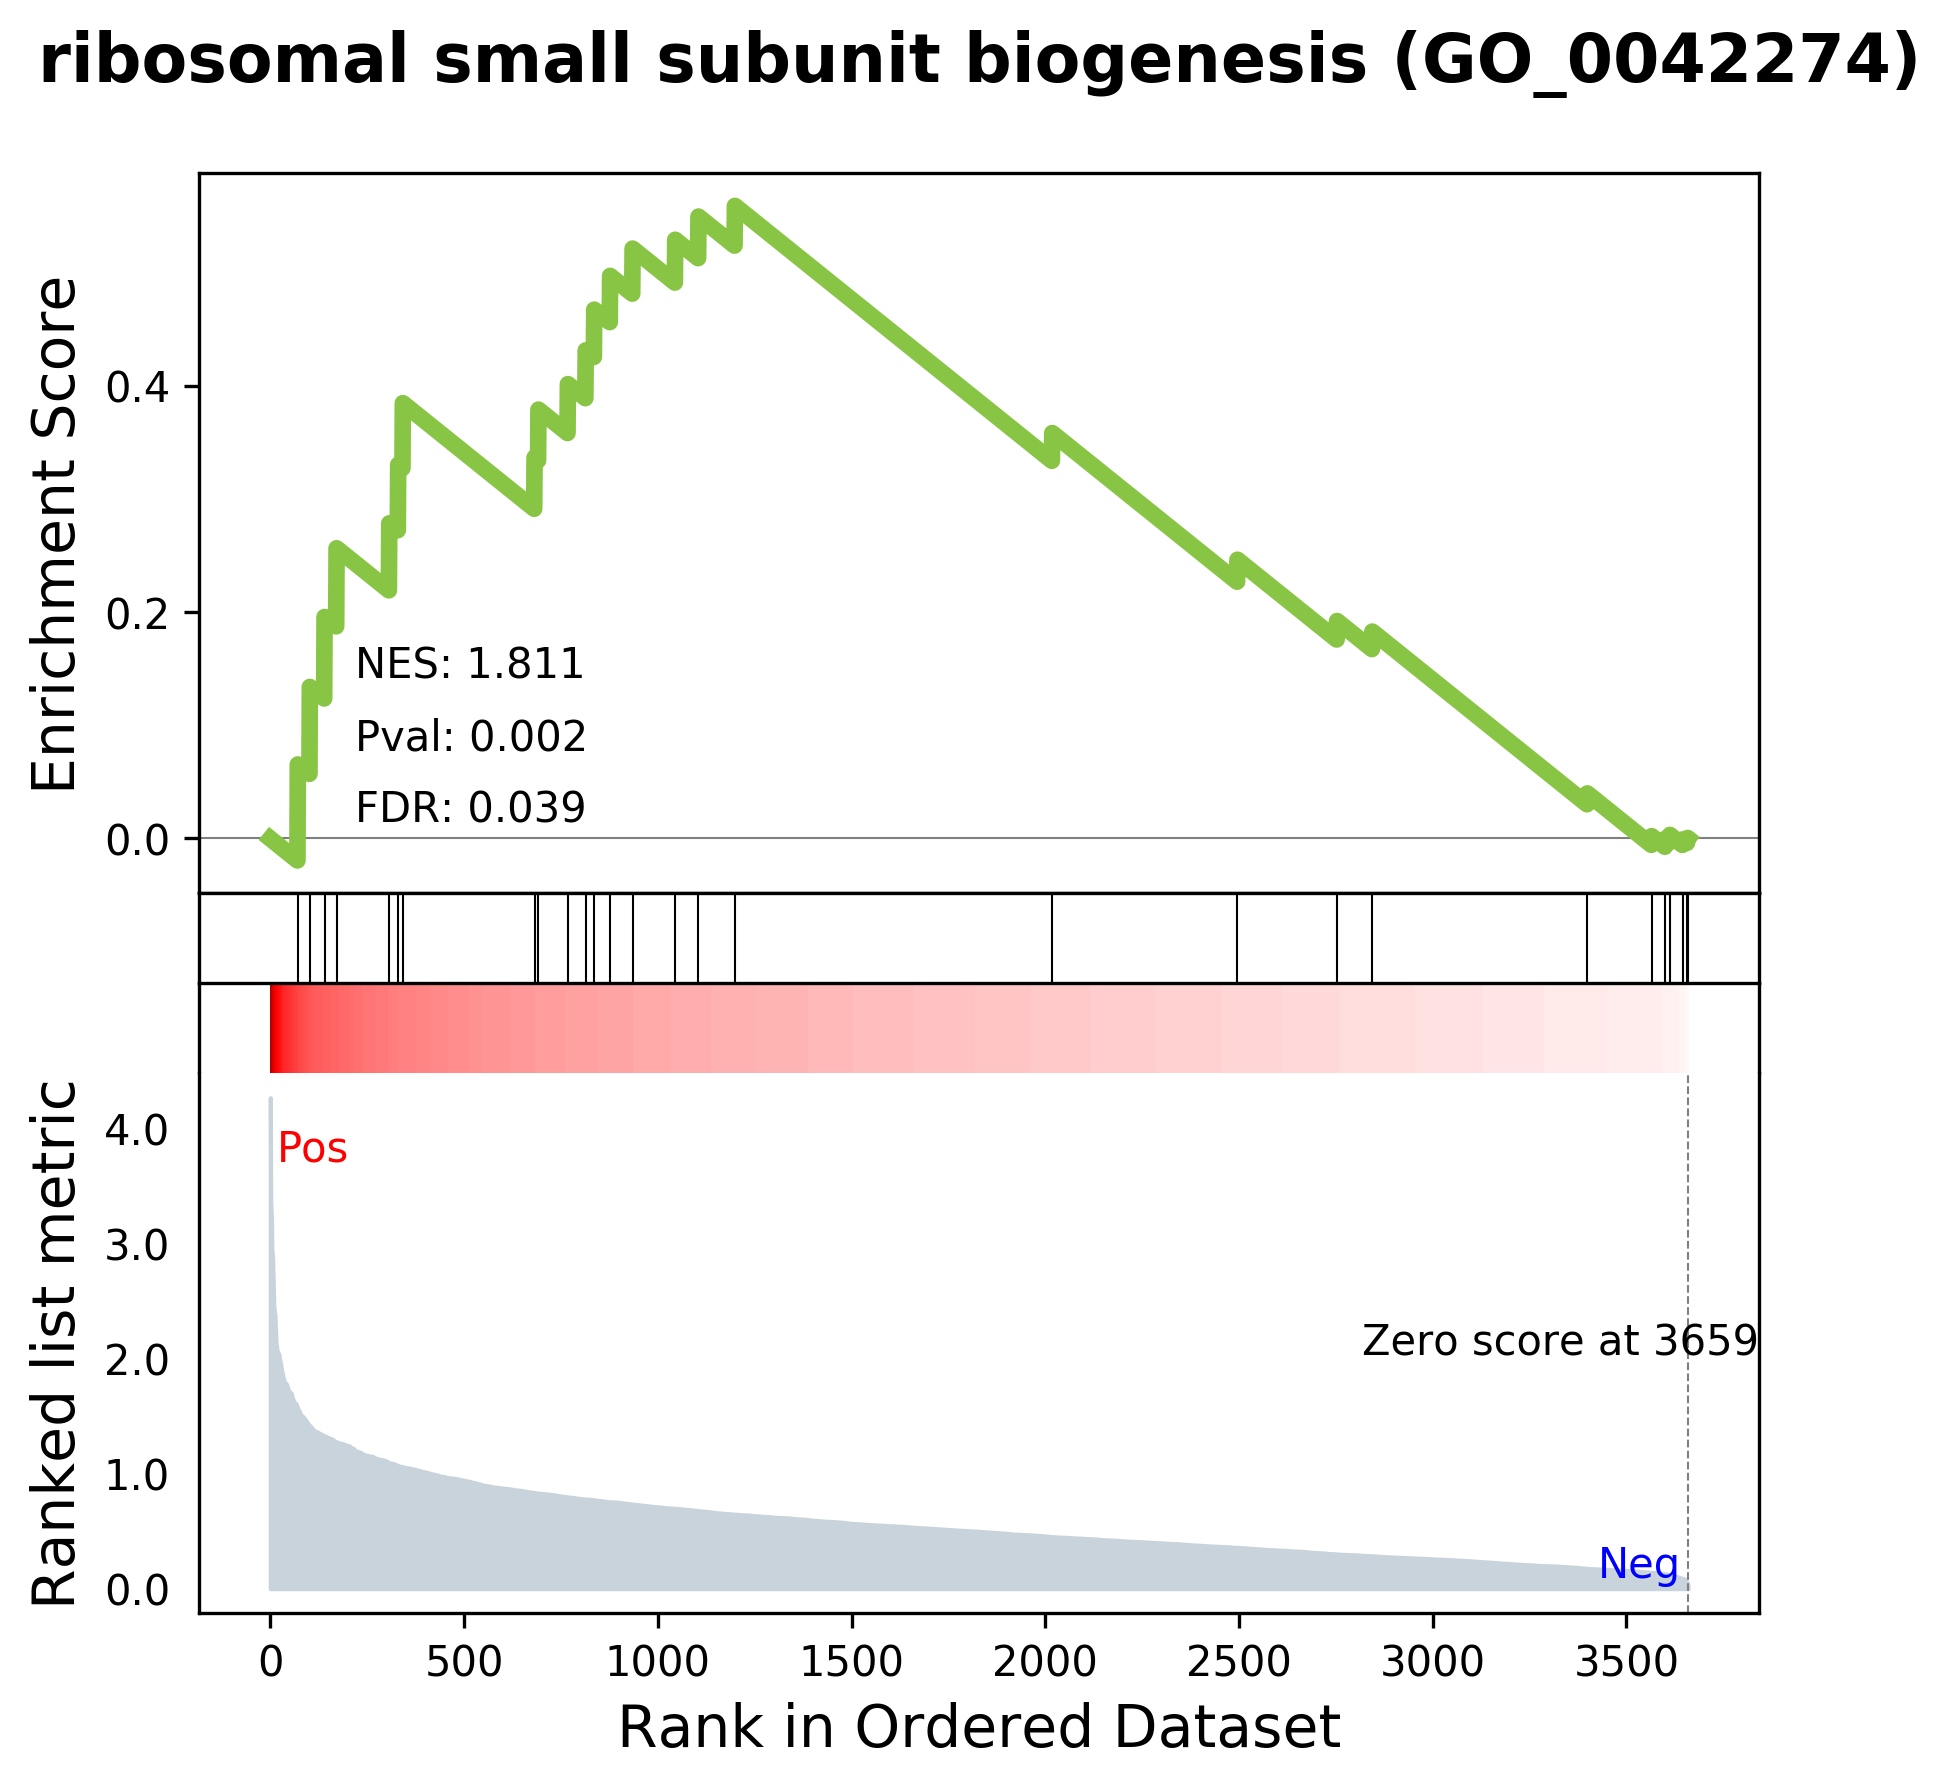 ribosomal small subunit biogenesis (GO_0042274)
Enrichment Score
0.4
0.2
0.0
NES: 1.811
Pval: 0.002
FDR: 0.039
Ranked list metric
4.0
3.0
2.0
1.0
0.0
Pos
Zero score at 3659
Neg
0 500 1000 1500 2000 2500 3000 3500
Rank in Ordered Dataset